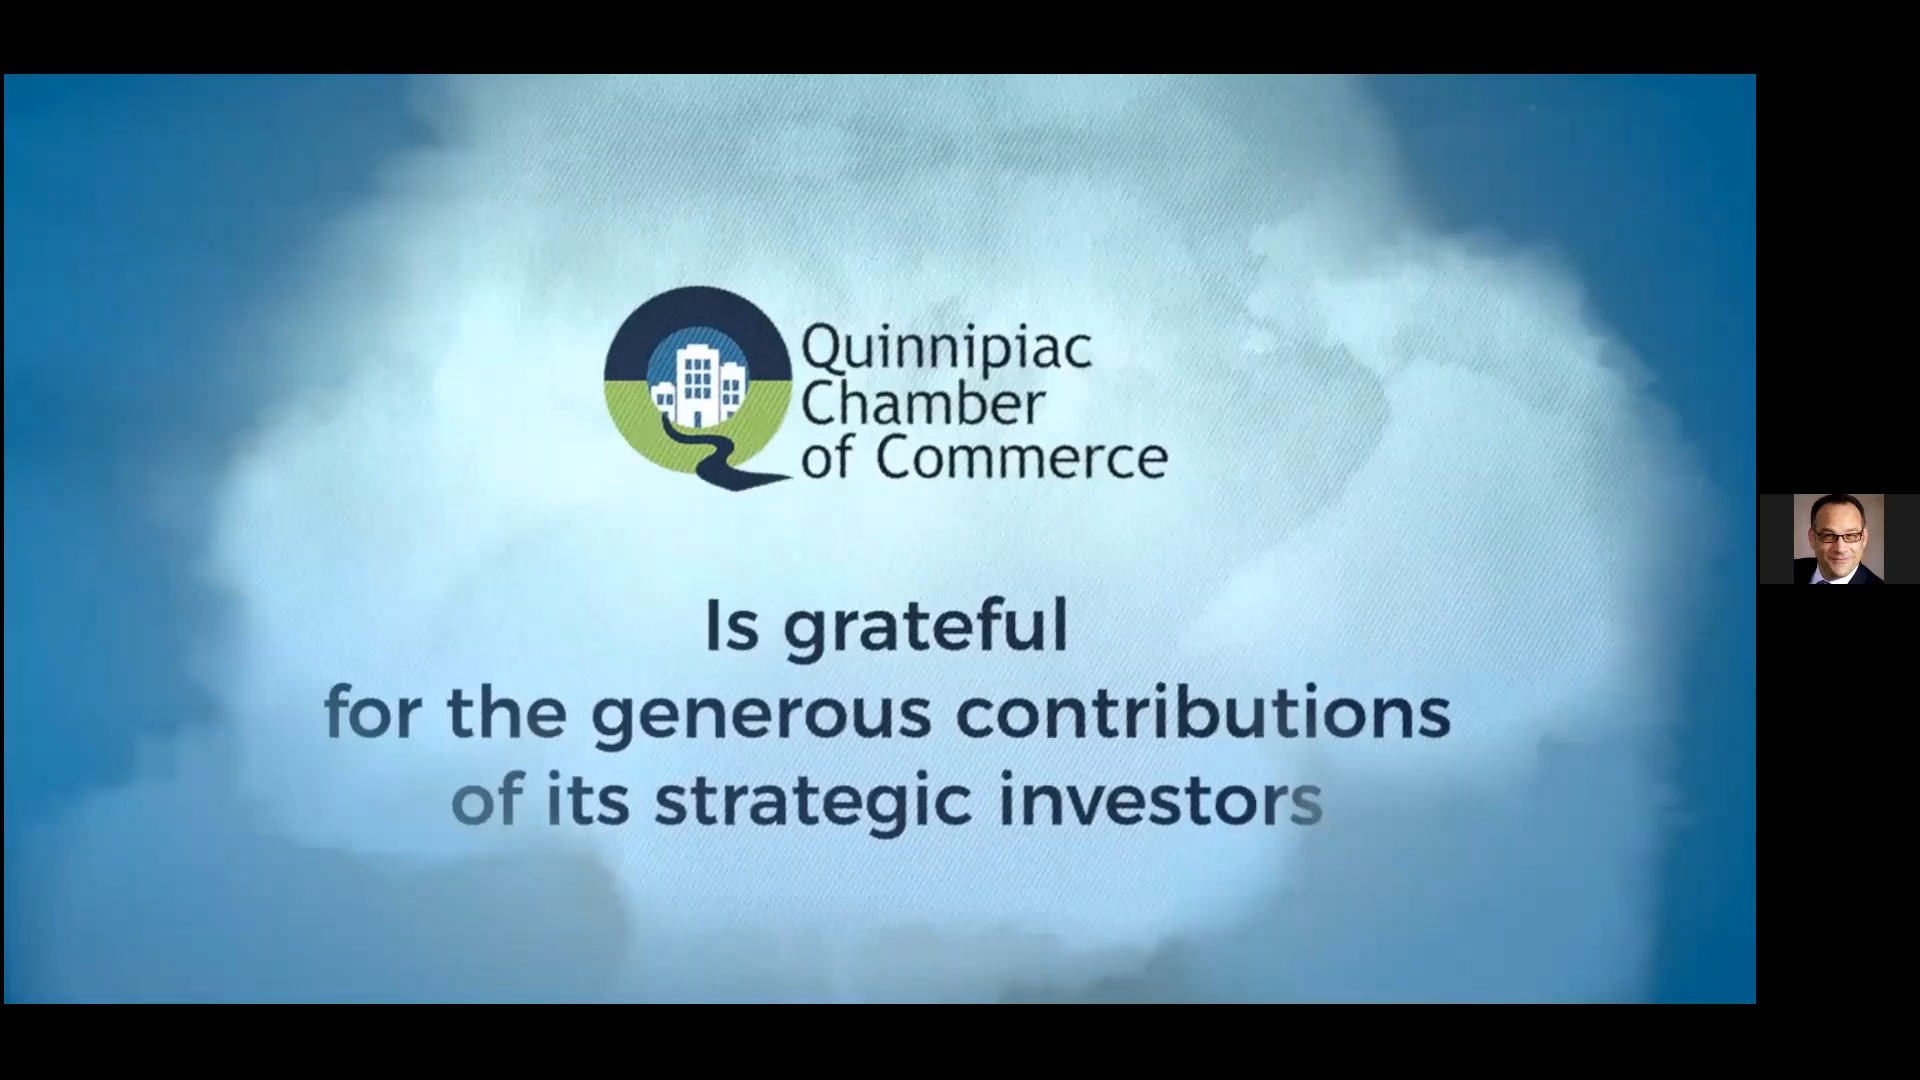 Quinnipiac
Chamber
of Commerce
Is grateful
for the generous contributions
of its strategic investors